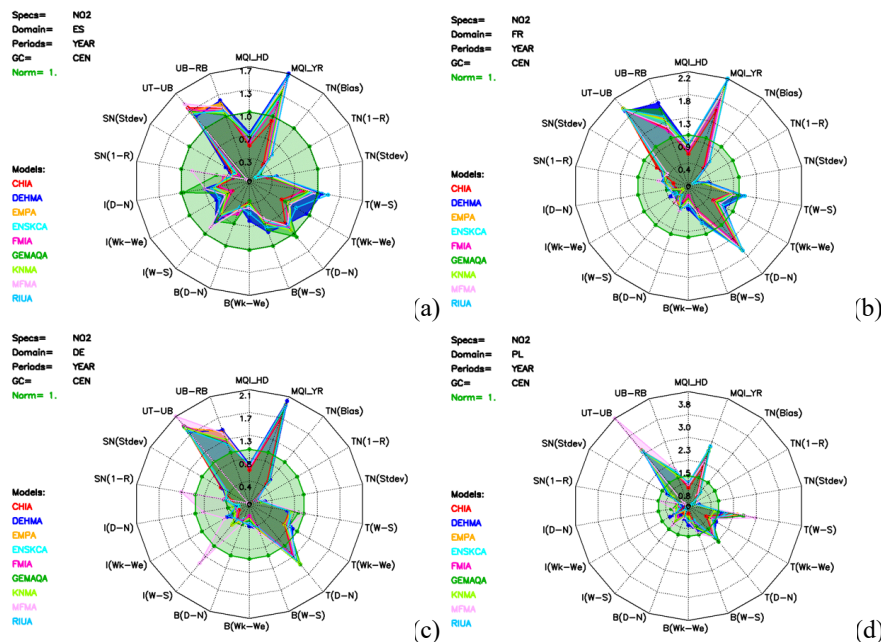 Specs= NO2
Domain= ES
Periods= YEAR
GC= CEN
Norm= 1.
MQI_HD
MQI_YR
TN(Bias)
TN(1-R)
TN(Stdev)
T(W-S)
T(Wk-We)
T(D-N)
B(W-S)
B(Wk-We)
B(D-N)
I(W-S)
I(Wk-We)
I(D-N)
SN(1-R)
SN(Stdev)
UT-UB
UB-RB
1.7
1.3
1.0
0.7
0.3
Models:
CHIA
DEHMA
EMPA
ENSKCA
FMIA
GEMAQA
KNMA
MFMA
RIUA
(a)
Specs= NO2
Domain= FR
Periods= YEAR
GC= CEN
Norm= 1.
MQI_HD
MQI_YR
TN(Bias)
TN(1-R)
TN(Stdev)
T(W-S)
T(Wk-We)
T(D-N)
B(W-S)
B(Wk-We)
B(D-N)
I(W-S)
I(Wk-We)
I(D-N)
SN(1-R)
SN(Stdev)
UT-UB
UB-RB
2.2
1.8
1.3
0.9
0.4
Models:
CHIA
DEHMA
EMPA
ENSKCA
FMIA
GEMAQA
KNMA
MFMA
RIUA
(b)
Specs= NO2
Domain= DE
Periods= YEAR
GC= CEN
Norm= 1.
MQI_HD
MQI_YR
TN(Bias)
TN(1-R)
TN(Stdev)
T(W-S)
T(Wk-We)
T(D-N)
B(W-S)
B(Wk-We)
B(D-N)
I(W-S)
I(Wk-We)
I(D-N)
SN(1-R)
SN(Stdev)
UT-UB
UB-RB
2.1
1.7
1.3
0.8
0.4
Models:
CHIA
DEHMA
EMPA
ENSKCA
FMIA
GEMAQA
KNMA
MFMA
RIUA
(c)
Specs= NO2
Domain= PL
Periods= YEAR
GC= CEN
Norm= 1.
MQI_HD
MQI_YR
TN(Bias)
TN(1-R)
TN(Stdev)
T(W-S)
T(Wk-We)
T(D-N)
B(W-S)
B(Wk-We)
B(D-N)
I(W-S)
I(Wk-We)
I(D-N)
SN(1-R)
SN(Stdev)
UT-UB
UB-RB
3.8
3.0
2.3
1.5
0.8
Models:
CHIA
DEHMA
EMPA
ENSKCA
FMIA
GEMAQA
KNMA
MFMA
RIUA
(d)